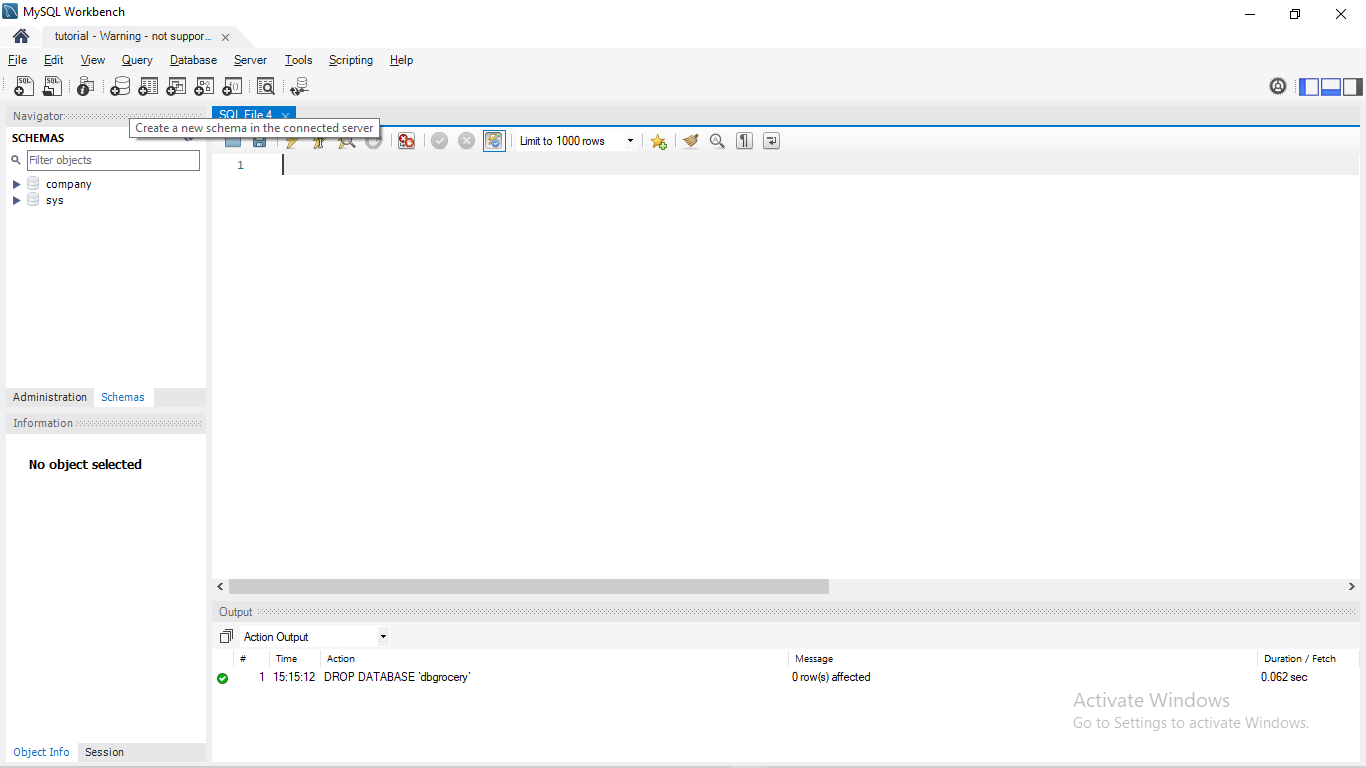 MySQL Workbench
tutorial - Warning - not suppor...
File Edit View Query Database Server Tools Scripting Help
Navigator
SQL File 4
Create a new schema in the connected server
SCHEMAS
Limit to 1000 rows
Filter objects
1
company
sys
Administration Schemas
Information
No object selected
Output
Action Output
# Time Action Message Duration / Fetch
1 15:15:12 DROP DATABASE `dbgrocery` 0 row(s) affected 0.062 sec
Activate Windows
Go to Settings to activate Windows.
Object Info Session